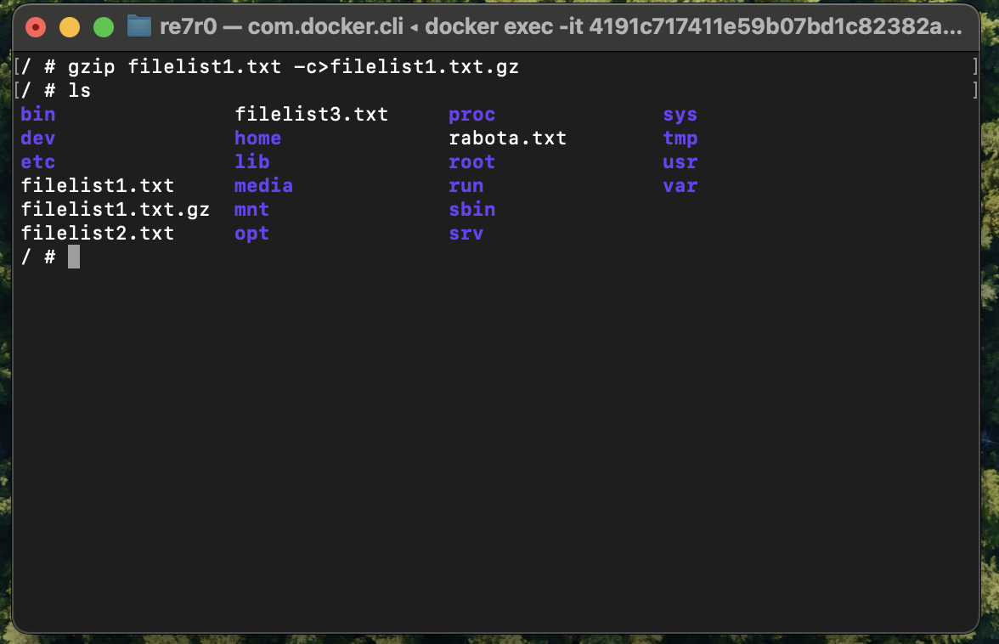 re7r0 — com.docker.cli ◂ docker exec -it 4191c717411e59b07bd1c82382a...
[/ # gzip filelist1.txt -c>filelist1.txt.gz ]
[/ # ls ]
bin filelist3.txt proc sys
dev home rabota.txt tmp
etc lib root usr
filelist1.txt media run var
filelist1.txt.gz mnt sbin
filelist2.txt opt srv
/ #